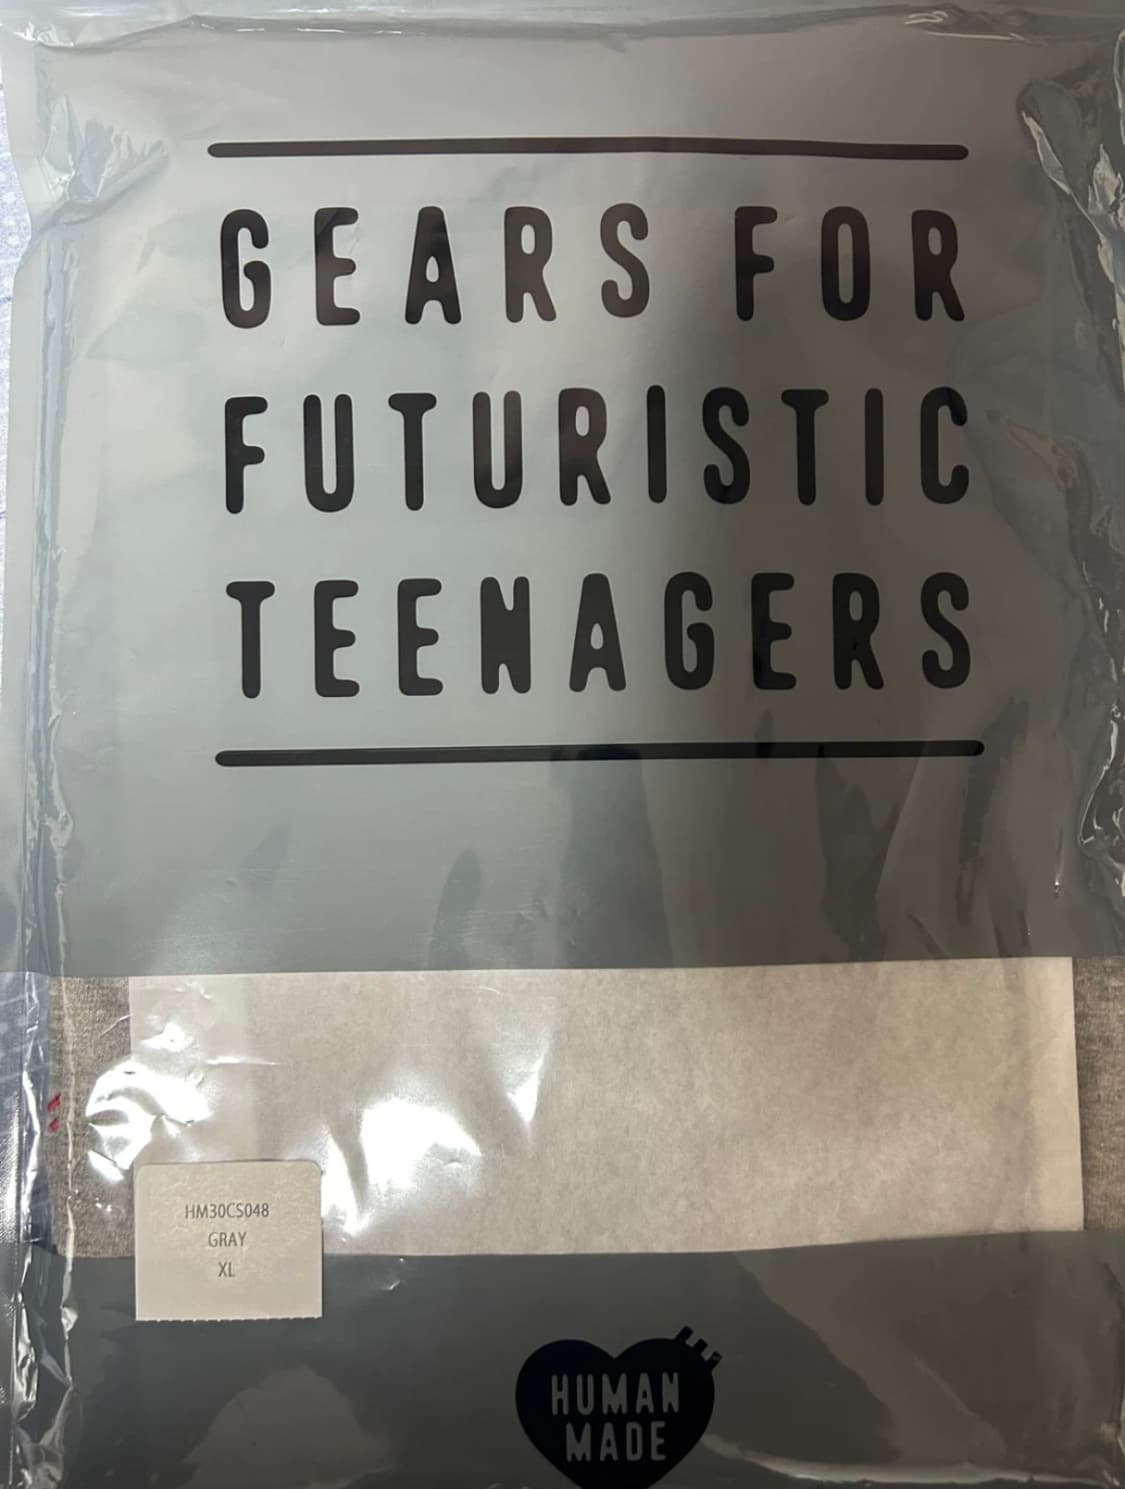 GEARS FOR
FUTURISTIC
TEENAGERS
HM30CS048
GRAY
XL
HUMAN
MADE